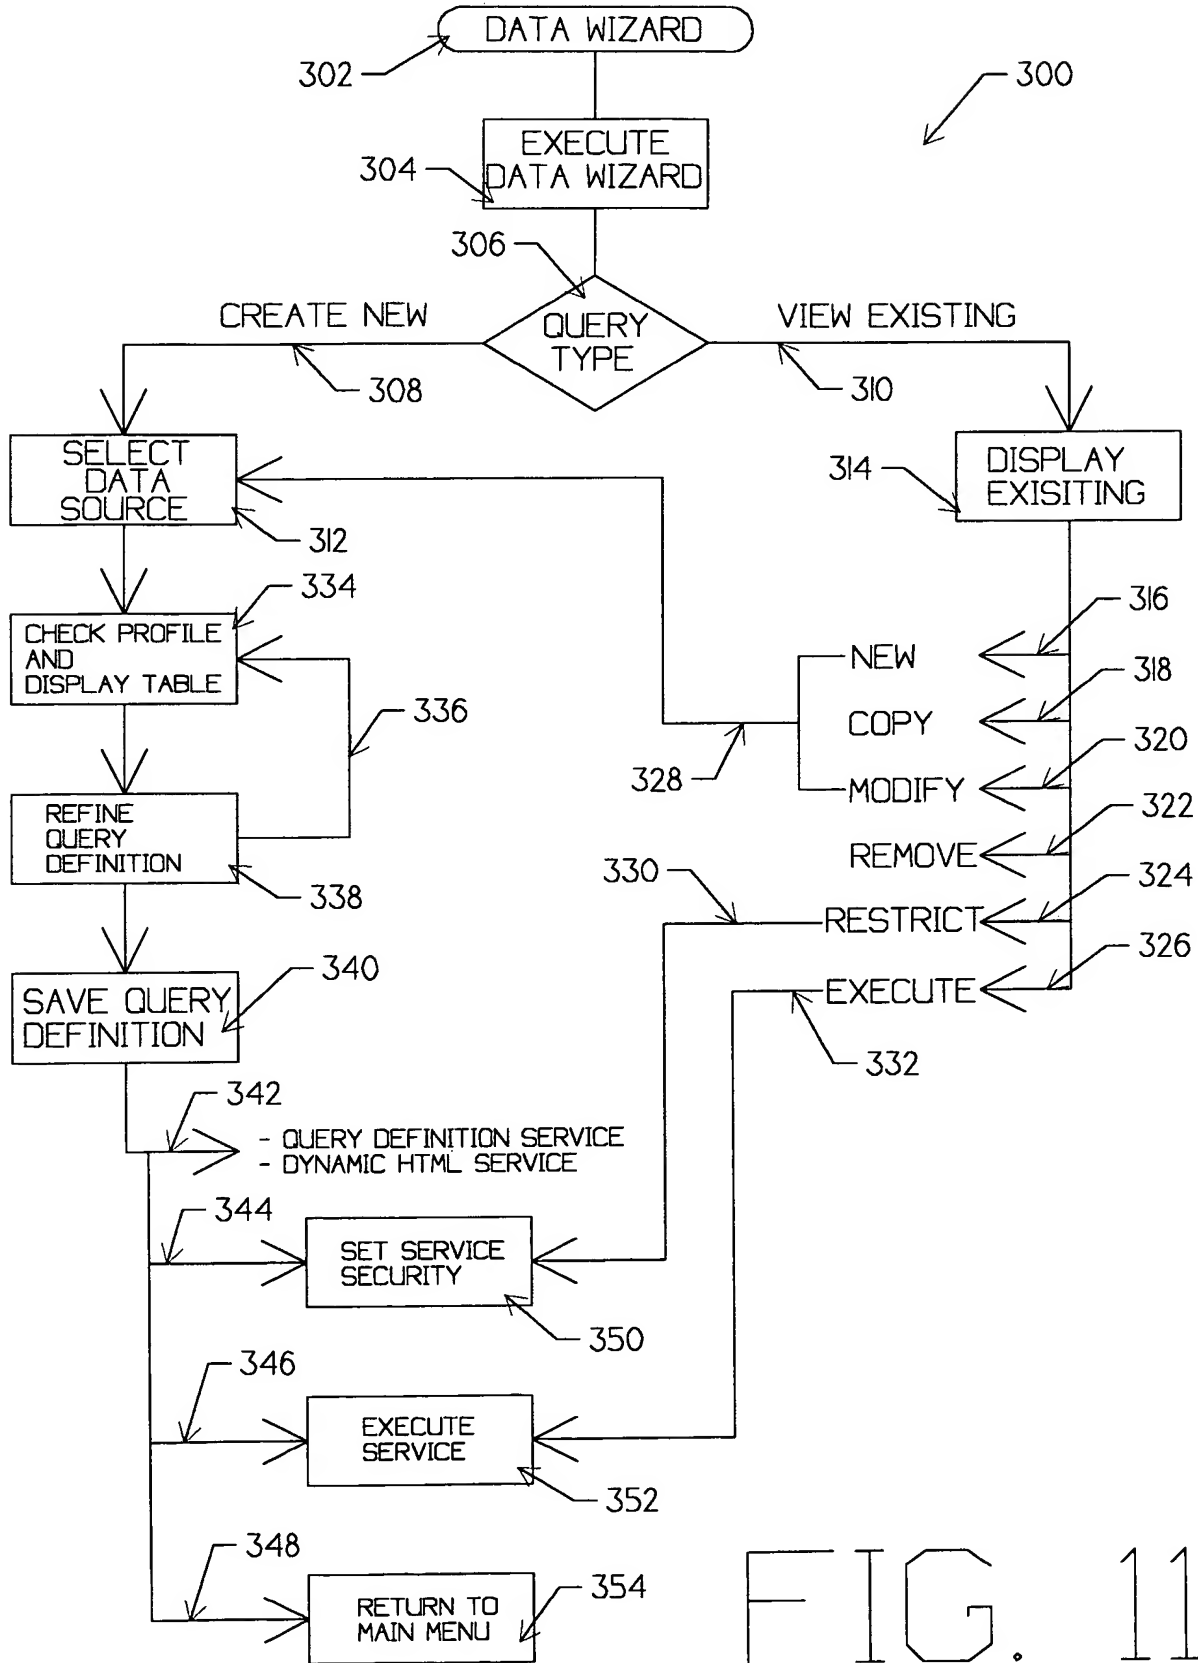 DATA WIZARD
302
300
EXECUTE
DATA WIZARD
304
306
CREATE NEW
QUERY
TYPE
VIEW EXISTING
308
310
SELECT
DATA
SOURCE
312
314
DISPLAY
EXISITING
334
CHECK PROFILE
AND
DISPLAY TABLE
316
NEW
318
COPY
336
320
328
MODIFY
322
REFINE
QUERY
DEFINITION
REMOVE
338
330
324
RESTRICT
326
340
EXECUTE
SAVE QUERY
DEFINITION
332
342
- QUERY DEFINITION SERVICE
- DYNAMIC HTML SERVICE
344
SET SERVICE
SECURITY
350
346
EXECUTE
SERVICE
352
348
354
RETURN TO
MAIN MENU
FIG. 11